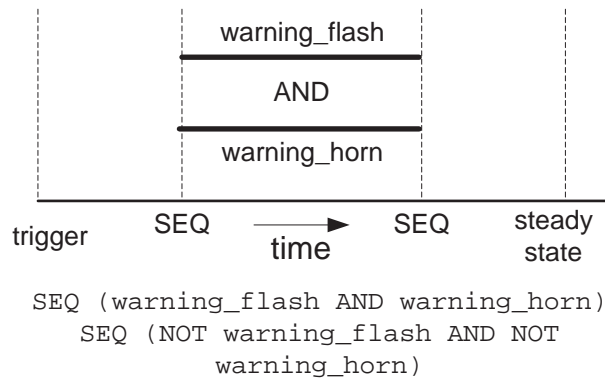 warning_flash
AND
warning_horn
trigger
SEQ
time
SEQ
steady
state
SEQ (warning_flash AND warning_horn)
SEQ (NOT warning_flash AND NOT
warning_horn)